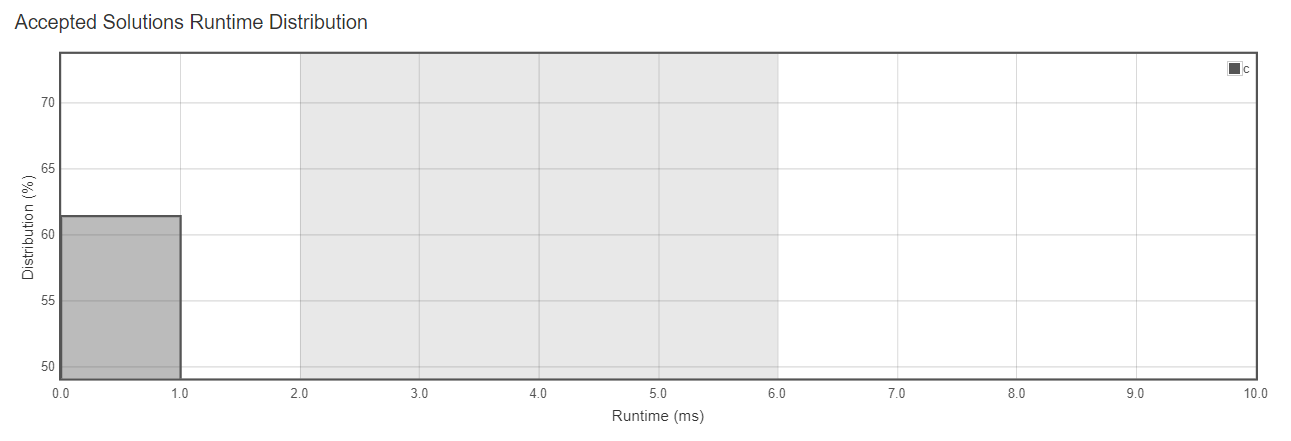 Accepted Solutions Runtime Distribution
c
Distribution (%)
70
65
60
55
50
0.0 1.0 2.0 3.0 4.0 5.0 6.0 7.0 8.0 9.0 10.0
Runtime (ms)